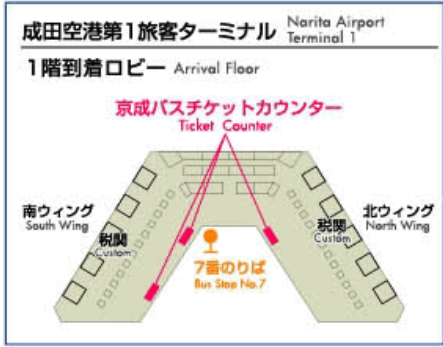 成田空港第1旅客ターミナル Narita Airport
Terminal 1
1階到着ロビー Arrival Floor
京成バスチケットカウンター
Ticket Counter
南ウィング
South Wing
税関
Custom
北ウィング
North Wing
税関
Custom
7番のりば
Bus Stop No.7